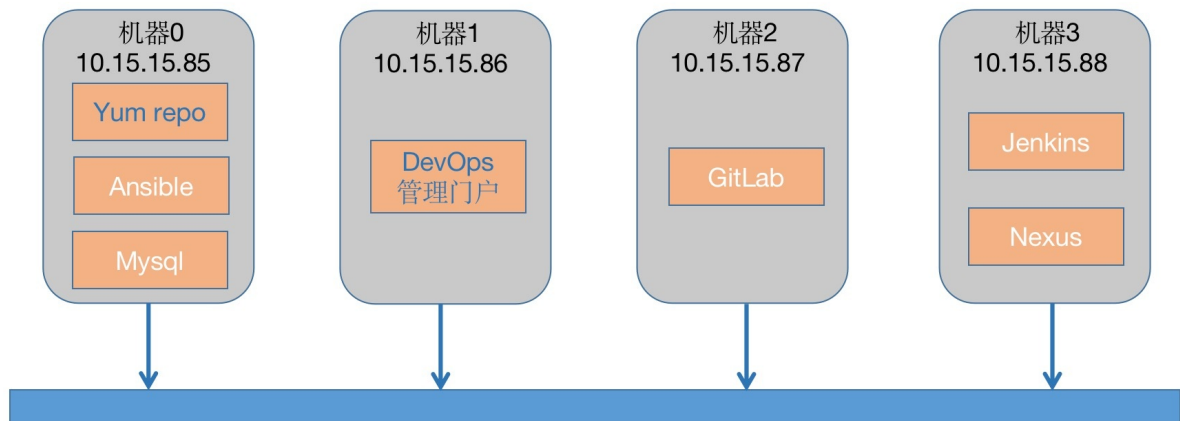 机器0
10.15.15.85
Yum repo
Ansible
Mysql
机器1
10.15.15.86
DevOps
管理门户
机器2
10.15.15.87
GitLab
机器3
10.15.15.88
Jenkins
Nexus